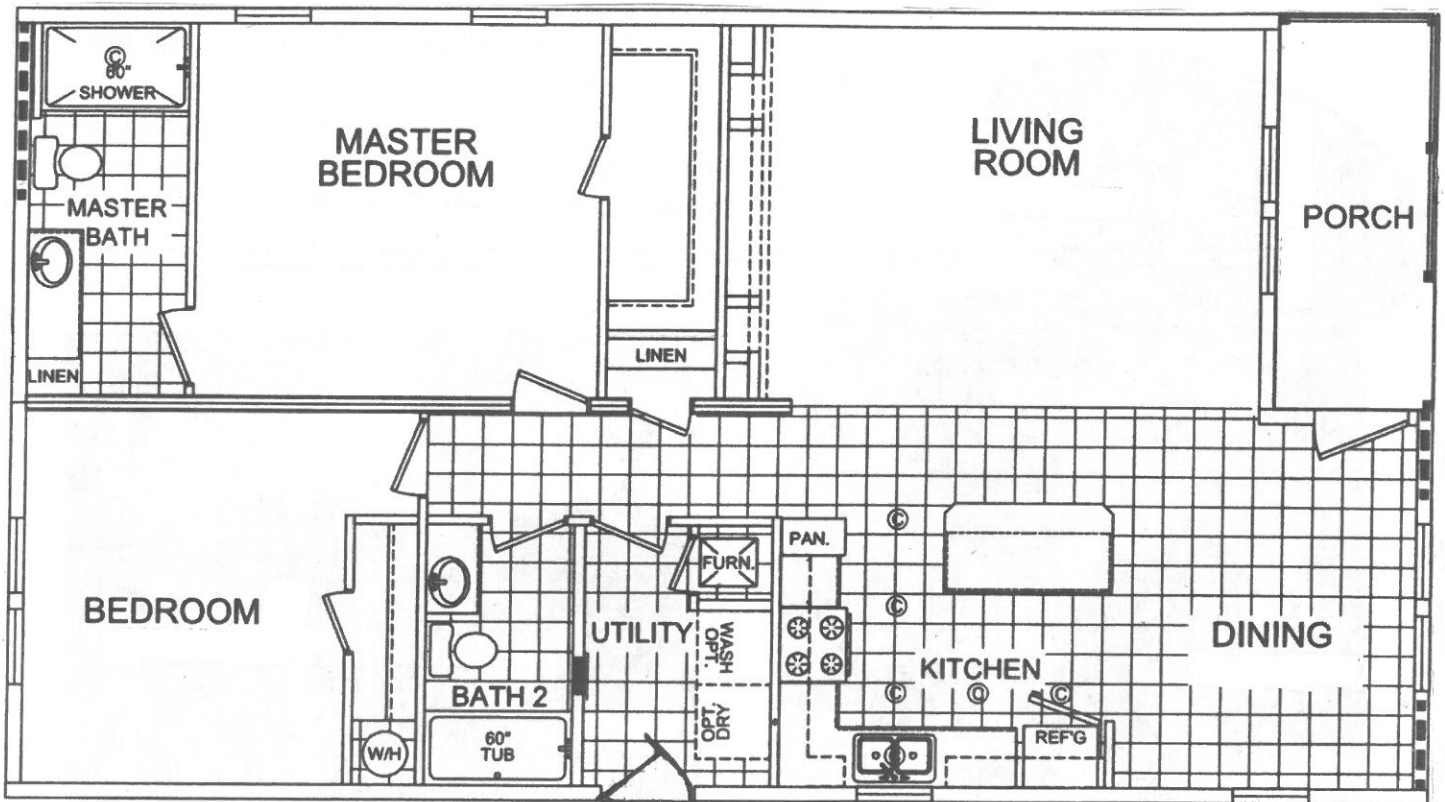 ©
60"
SHOWER
MASTER
BATH
LINEN
MASTER
BEDROOM
LINEN
LIVING
ROOM
PORCH
BEDROOM
W/H
BATH 2
60"
TUB
UTILITY
FURN.
OPT.
WASH
OPT.
DRY
PAN.
©
©
©
©
©
KITCHEN
REF'G
DINING